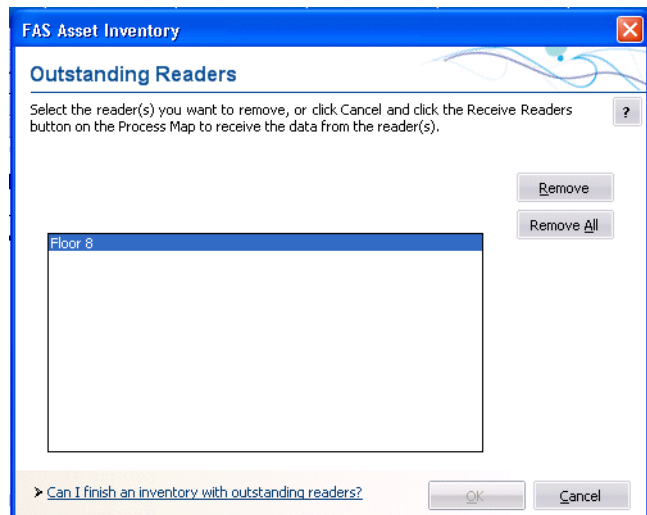 FAS Asset Inventory
Outstanding Readers
Select the reader(s) you want to remove, or click Cancel and click the Receive Readers
button on the Process Map to receive the data from the reader(s).
?
Remove
Remove All
Floor 8
> Can I finish an inventory with outstanding readers?
OK
Cancel